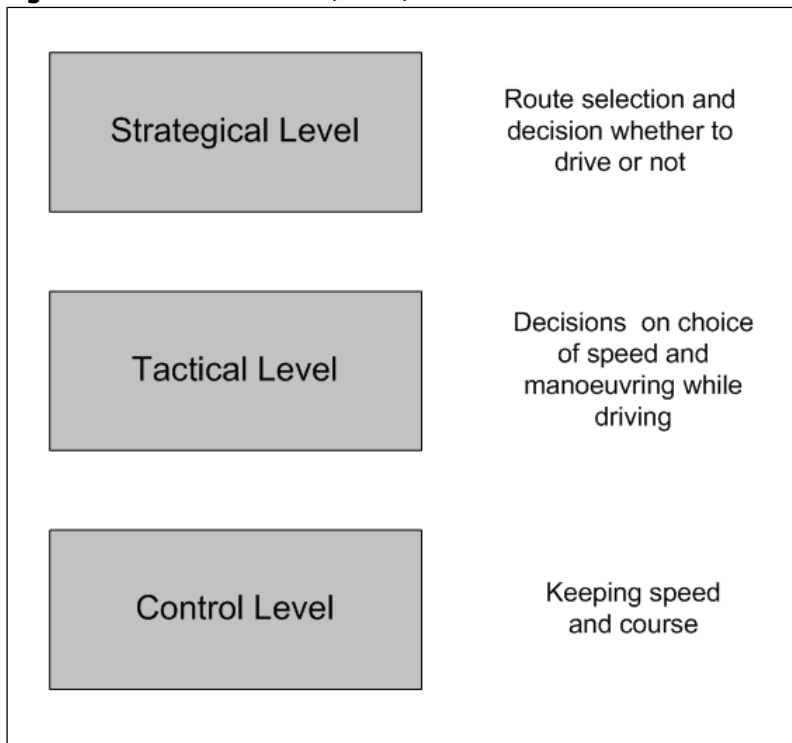 Strategical Level
Route selection and
decision whether to
drive or not
Tactical Level
Decisions on choice
of speed and
manoeuvring while
driving
Control Level
Keeping speed
and course